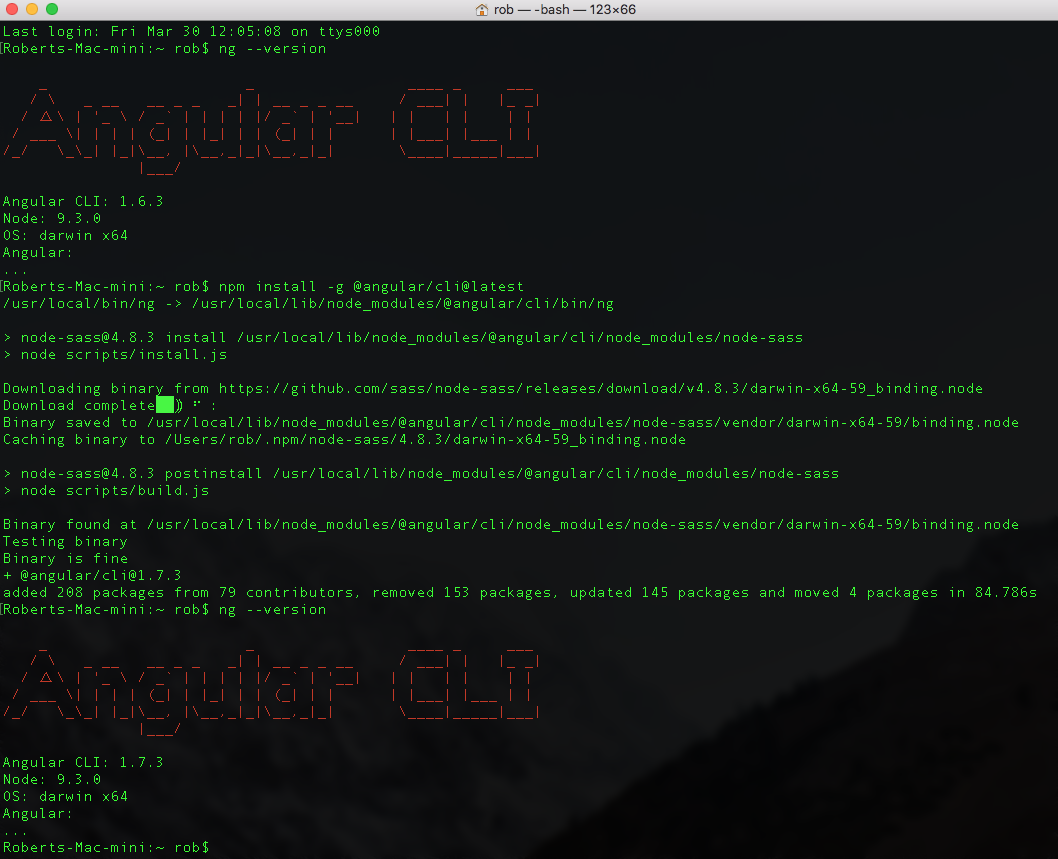 rob — -bash — 123×66
Last login: Fri Mar 30 12:05:08 on ttys000
[Roberts-Mac-mini:~ rob$ ng --version
Angular CLI
Angular CLI: 1.6.3
Node: 9.3.0
OS: darwin x64
Angular:
...
[Roberts-Mac-mini:~ rob$ npm install -g @angular/cli@latest
/usr/local/bin/ng -> /usr/local/lib/node_modules/@angular/cli/bin/ng
> node-sass@4.8.3 install /usr/local/lib/node_modules/@angular/cli/node_modules/node-sass
> node scripts/install.js
Downloading binary from https://github.com/sass/node-sass/releases/download/v4.8.3/darwin-x64-59_binding.node
Download complete
Binary saved to /usr/local/lib/node_modules/@angular/cli/node_modules/node-sass/vendor/darwin-x64-59/binding.node
Caching binary to /Users/rob/.npm/node-sass/4.8.3/darwin-x64-59_binding.node
> node-sass@4.8.3 postinstall /usr/local/lib/node_modules/@angular/cli/node_modules/node-sass
> node scripts/build.js
Binary found at /usr/local/lib/node_modules/@angular/cli/node_modules/node-sass/vendor/darwin-x64-59/binding.node
Testing binary
Binary is fine
+ @angular/cli@1.7.3
added 208 packages from 79 contributors, removed 153 packages, updated 145 packages and moved 4 packages in 84.786s
[Roberts-Mac-mini:~ rob$ ng --version
Angular CLI
Angular CLI: 1.7.3
Node: 9.3.0
OS: darwin x64
Angular:
...
Roberts-Mac-mini:~ rob$